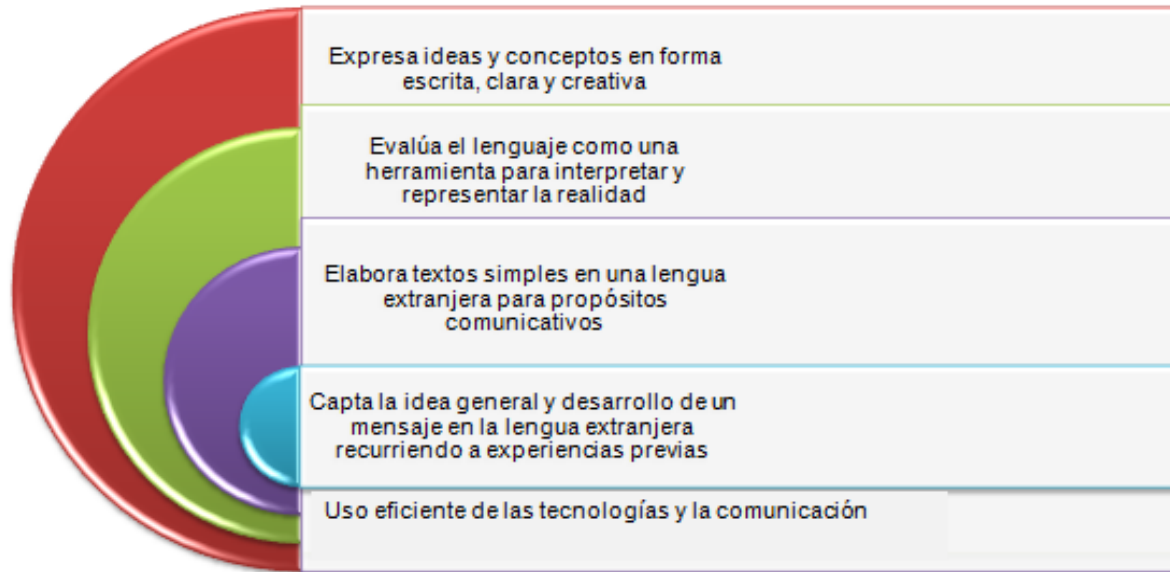 Expresa ideas y conceptos en forma
escrita, clara y creativa
Evalúa el lenguaje como una
herramienta para interpretar y
representar la realidad
Elabora textos simples en una lengua
extranjera para propósitos
comunicativos
Capta la idea general y desarrollo de un
mensaje en la lengua extranjera
recurriendo a experiencias previas
Uso eficiente de las tecnologías y la comunicación